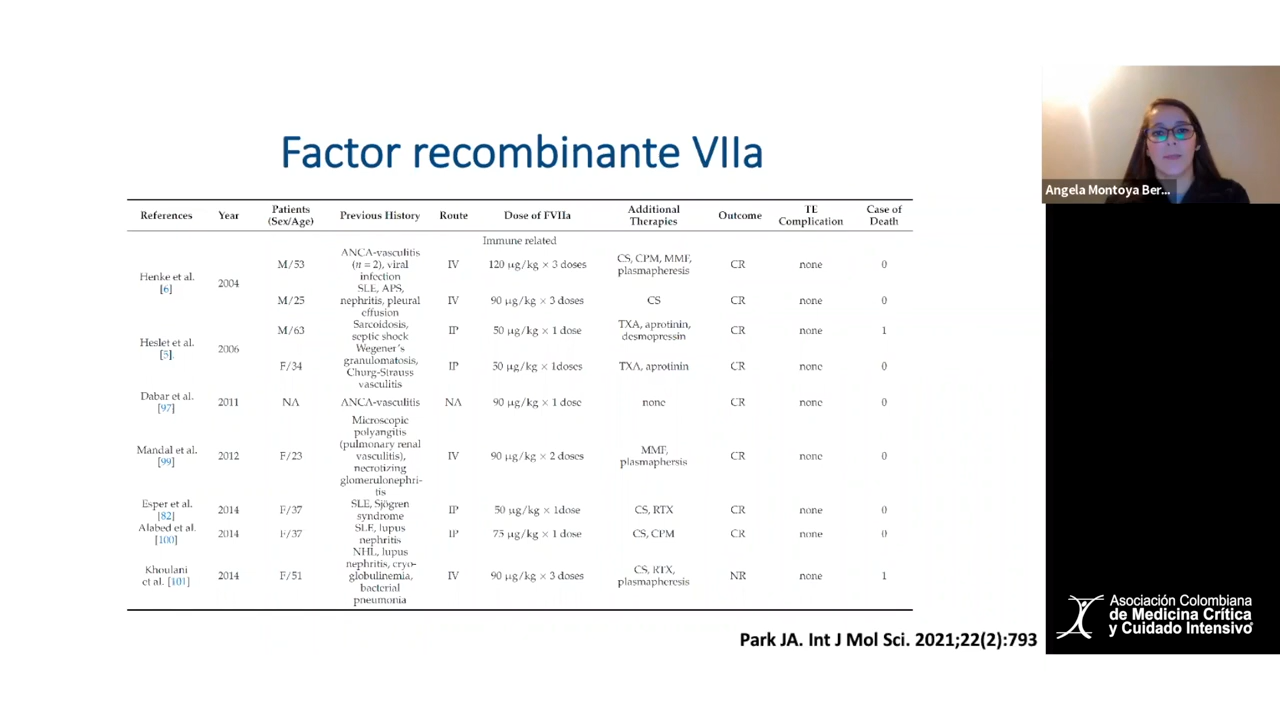 Factor recombinante VIIa
References Year Patients (Sex/Age) Previous History Route Dose of FVIIa Additional Therapies Outcome TE Complication Case of Death
Immune related
Henke et al. [6] 2004 M/53 ANCA-vasculitis (n = 2), viral infection IV 120 µg/kg × 3 doses CS, CPM, MMF, plasmapheresis CR none 0
M/25 SLE, APS, nephritis, pleural effusion IV 90 µg/kg × 3 doses CS CR none 0
Heslet et al. [5]. 2006 M/63 Sarcoidosis, septic shock IP 50 µg/kg × 1 dose TXA, aprotinin, desmopressin CR none 1
F/34 Wegener's granulomatosis, Churg-Strauss vasculitis IP 50 µg/kg × 1doses TXA, aprotinin CR none 0
Dabar et al. [97] 2011 NA ANCA-vasculitis NA 90 µg/kg × 1 dose none CR none 0
Mandal et al. [99] 2012 F/23 Microscopic polyangitis (pulmonary renal vasculitis), necrotizing glomerulonephri-tis IV 90 µg/kg × 2 doses MMF, plasmaphersis CR none 0
Esper et al. [82] 2014 F/37 SLE, Sjögren syndrome IP 50 µg/kg × 1dose CS, RTX CR none 0
Alabed et al. [100] 2014 F/37 SLE, lupus nephritis IP 75 µg/kg × 1 dose CS, CPM CR none 0
Khoulani et al. [101] 2014 F/51 NHL, lupus nephritis, cryo-globulinemia, bacterial pneumonia IV 90 µg/kg × 3 doses CS, RTX, plasmapheresis NR none 1
Park JA. Int J Mol Sci. 2021;22(2):793
Angela Montoya Ber...
Asociación Colombiana
de Medicina Crítica
y Cuidado Intensivo